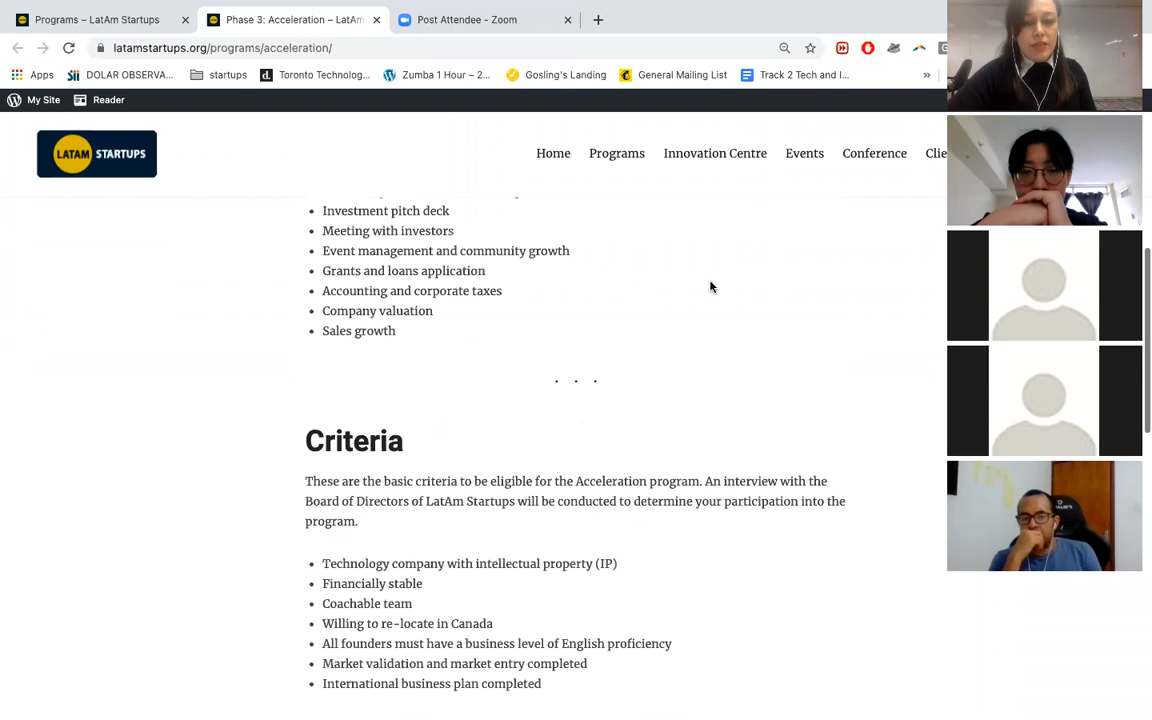 Programs – LatAm Startups
Phase 3: Acceleration – LatAm
Post Attendee - Zoom
latamstartups.org/programs/acceleration/
Apps
DOLAR OBSERVA...
startups
Toronto Technolog...
Zumba 1 Hour – 2...
Gosling's Landing
General Mailing List
Track 2 Tech and I...
My Site
Reader
LATAM STARTUPS
Home
Programs
Innovation Centre
Events
Conference
Clie
• Investment pitch deck
• Meeting with investors
• Event management and community growth
• Grants and loans application
• Accounting and corporate taxes
• Company valuation
• Sales growth
. . .
Criteria
These are the basic criteria to be eligible for the Acceleration program. An interview with the
Board of Directors of LatAm Startups will be conducted to determine your participation into the
program.
• Technology company with intellectual property (IP)
• Financially stable
• Coachable team
• Willing to re-locate in Canada
• All founders must have a business level of English proficiency
• Market validation and market entry completed
• International business plan completed